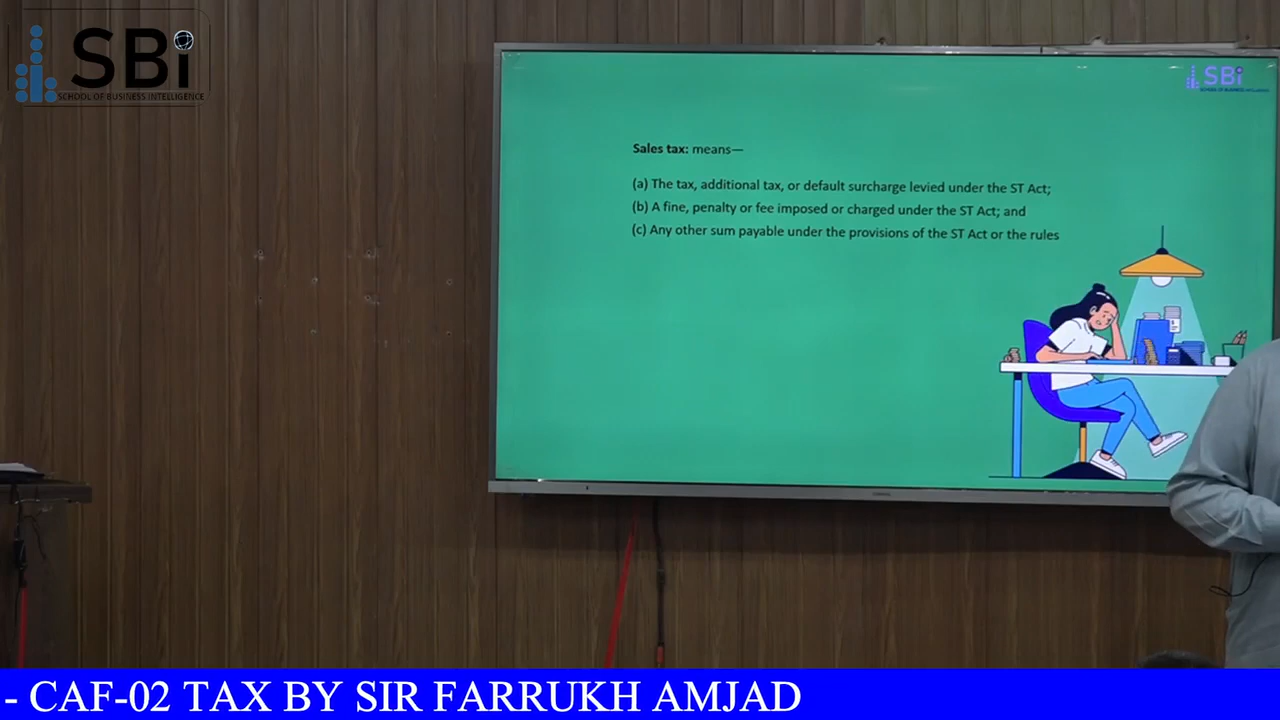 SBi
SCHOOL OF BUSINESS INTELLIGENCE
SBi
Sales tax: means—
(a) The tax, additional tax, or default surcharge levied under the ST Act;
(b) A fine, penalty or fee imposed or charged under the ST Act; and
(c) Any other sum payable under the provisions of the ST Act or the rules
- CAF-02 TAX BY SIR FARRUKH AMJAD